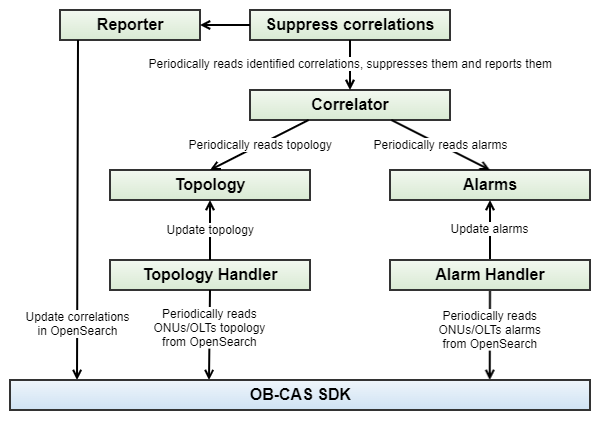 Reporter
Suppress correlations
Periodically reads identified correlations, suppresses them and reports them
Correlator
Periodically reads topology
Periodically reads alarms
Topology
Alarms
Update topology
Update alarms
Topology Handler
Alarm Handler
Update correlations
in OpenSearch
Periodically reads
ONUs/OLTs topology
from OpenSearch
Periodically reads
ONUs/OLTs alarms
from OpenSearch
OB-CAS SDK